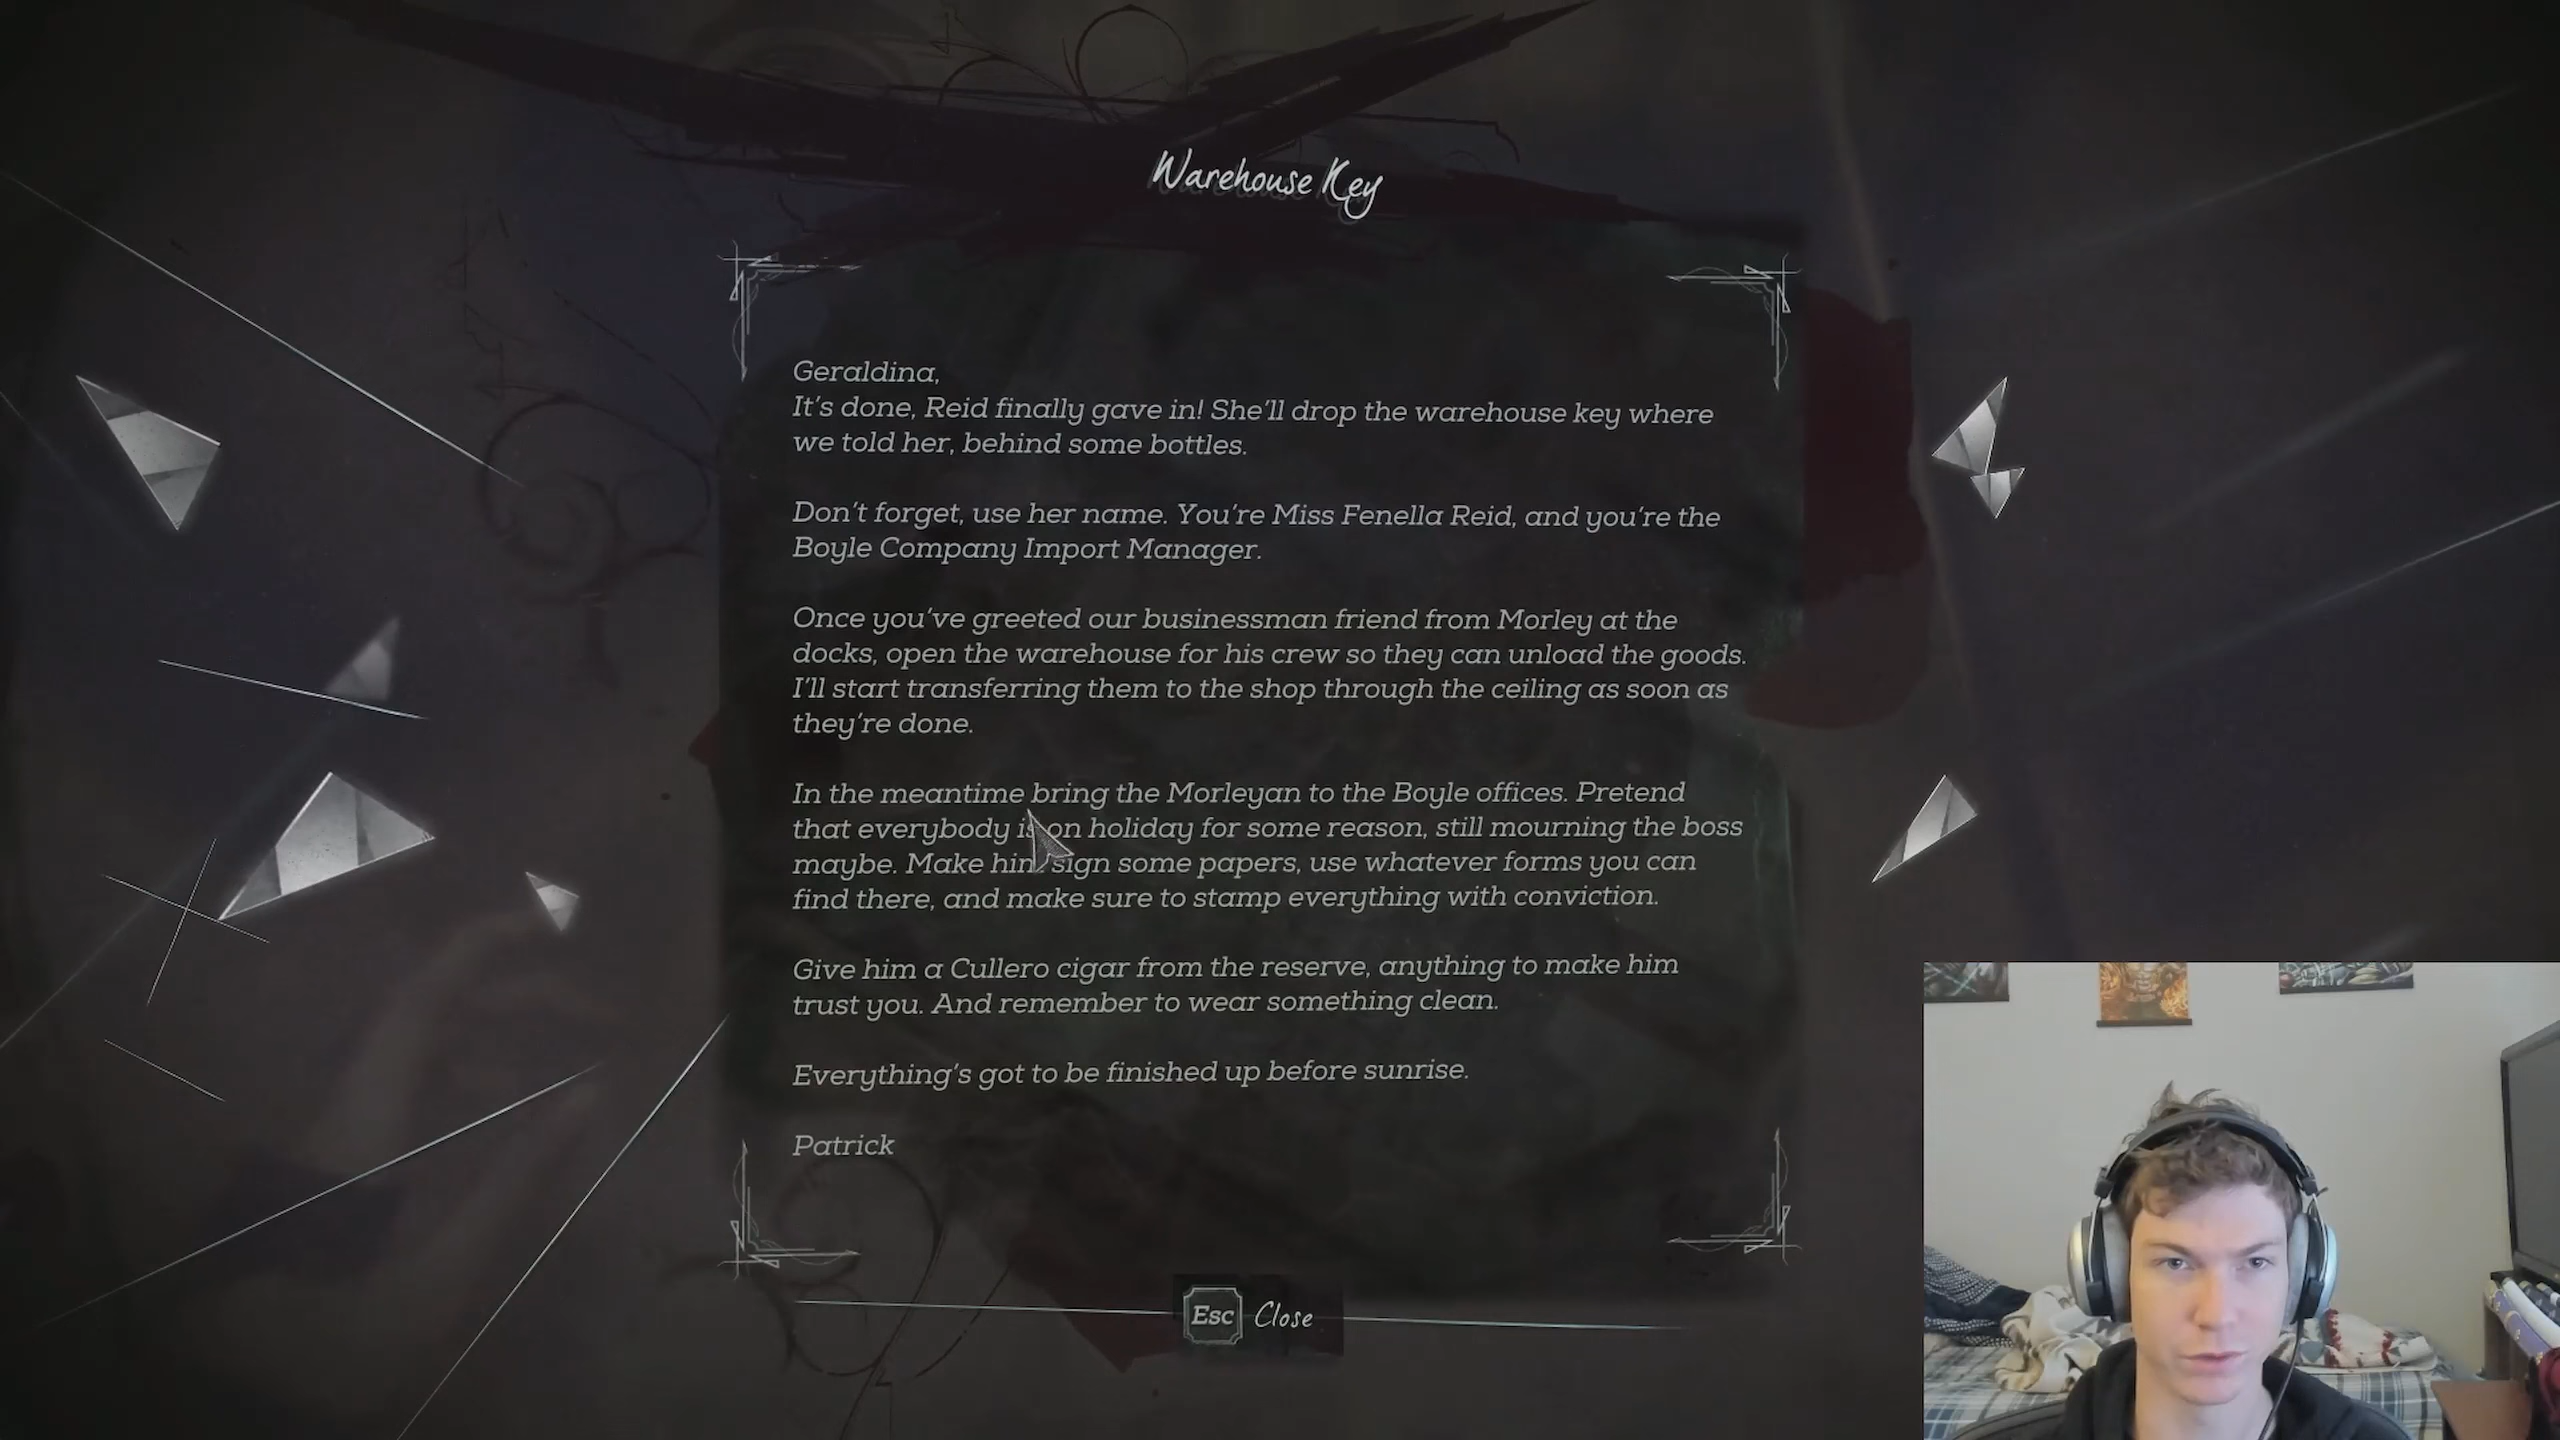 Warehouse Key
Geraldina,
It's done, Reid finally gave in! She'll drop the warehouse key where
we told her, behind some bottles.
Don't forget, use her name. You're Miss Fenella Reid, and you're the
Boyle Company Import Manager.
Once you've greeted our businessman friend from Morley at the
docks, open the warehouse for his crew so they can unload the goods.
I'll start transferring them to the shop through the ceiling as soon as
they're done.
In the meantime bring the Morleyan to the Boyle offices. Pretend
that everybody is on holiday for some reason, still mourning the boss
maybe. Make him sign some papers, use whatever forms you can
find there, and make sure to stamp everything with conviction.
Give him a Cullero cigar from the reserve, anything to make him
trust you. And remember to wear something clean.
Everything's got to be finished up before sunrise.
Patrick
Esc Close